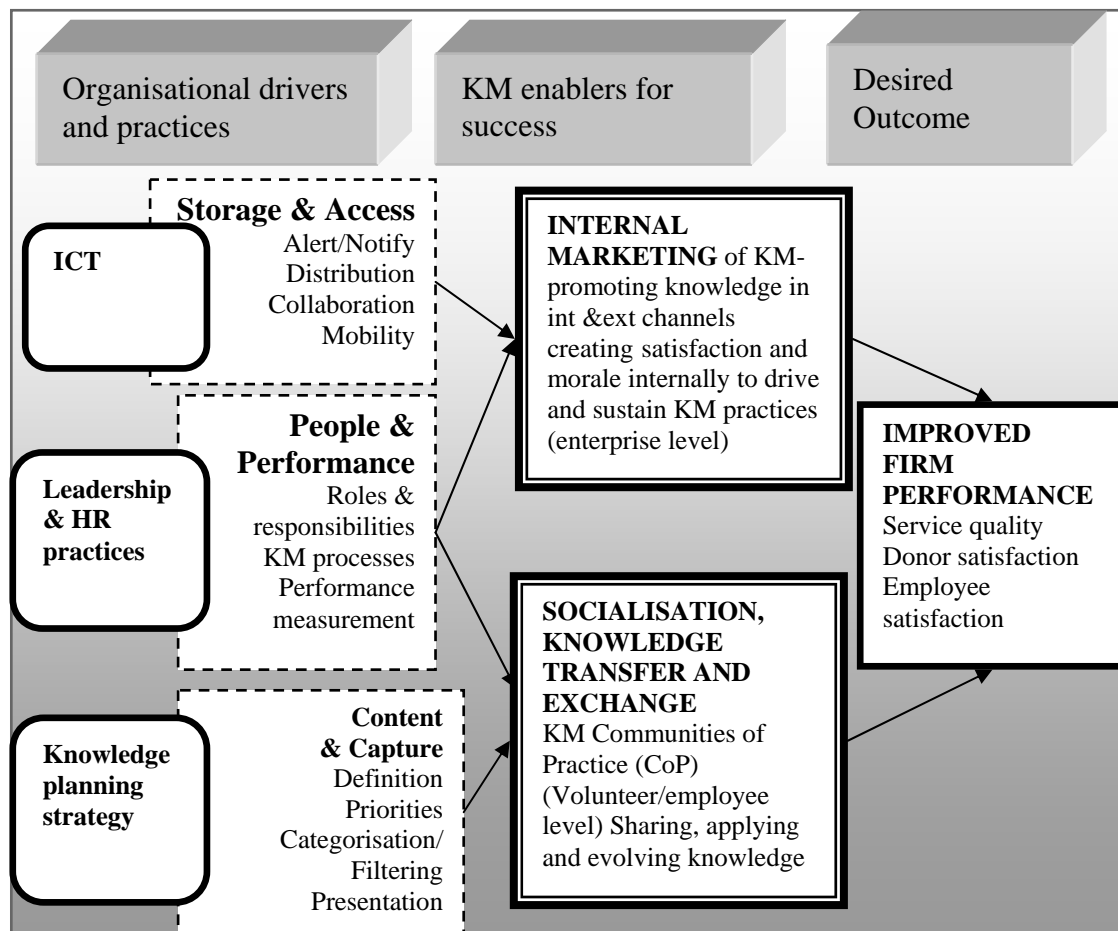 Organisational drivers
and practices
KM enablers for
success
Desired
Outcome
ICT
Storage & Access
Alert/Notify
Distribution
Collaboration
Mobility
Leadership
& HR
practices
People &
Performance
Roles &
responsibilities
KM processes
Performance
measurement
Knowledge
planning
strategy
Content
& Capture
Definition
Priorities
Categorisation/
Filtering
Presentation
INTERNAL
MARKETING of KM-
promoting knowledge in
int &ext channels
creating satisfaction and
morale internally to drive
and sustain KM practices
(enterprise level)
SOCIALISATION,
KNOWLEDGE
TRANSFER AND
EXCHANGE
KM Communities of
Practice (CoP)
(Volunteer/employee
level) Sharing, applying
and evolving knowledge
IMPROVED
FIRM
PERFORMANCE
Service quality
Donor satisfaction
Employee
satisfaction